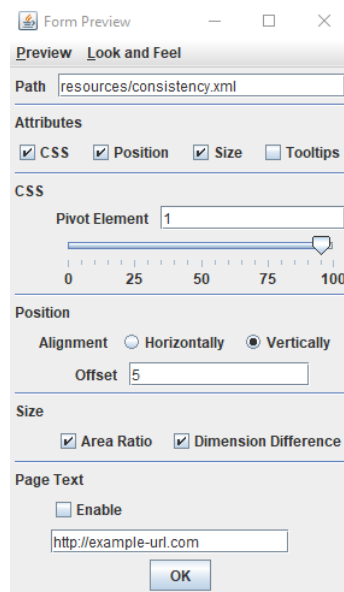 Form Preview
Preview Look and Feel
Path resources/consistency.xml
Attributes
CSS Position Size Tooltips
CSS
Pivot Element 1
0 25 50 75 100
Position
Alignment Horizontally Vertically
Offset 5
Size
Area Ratio Dimension Difference
Page Text
Enable
http://example-url.com
OK